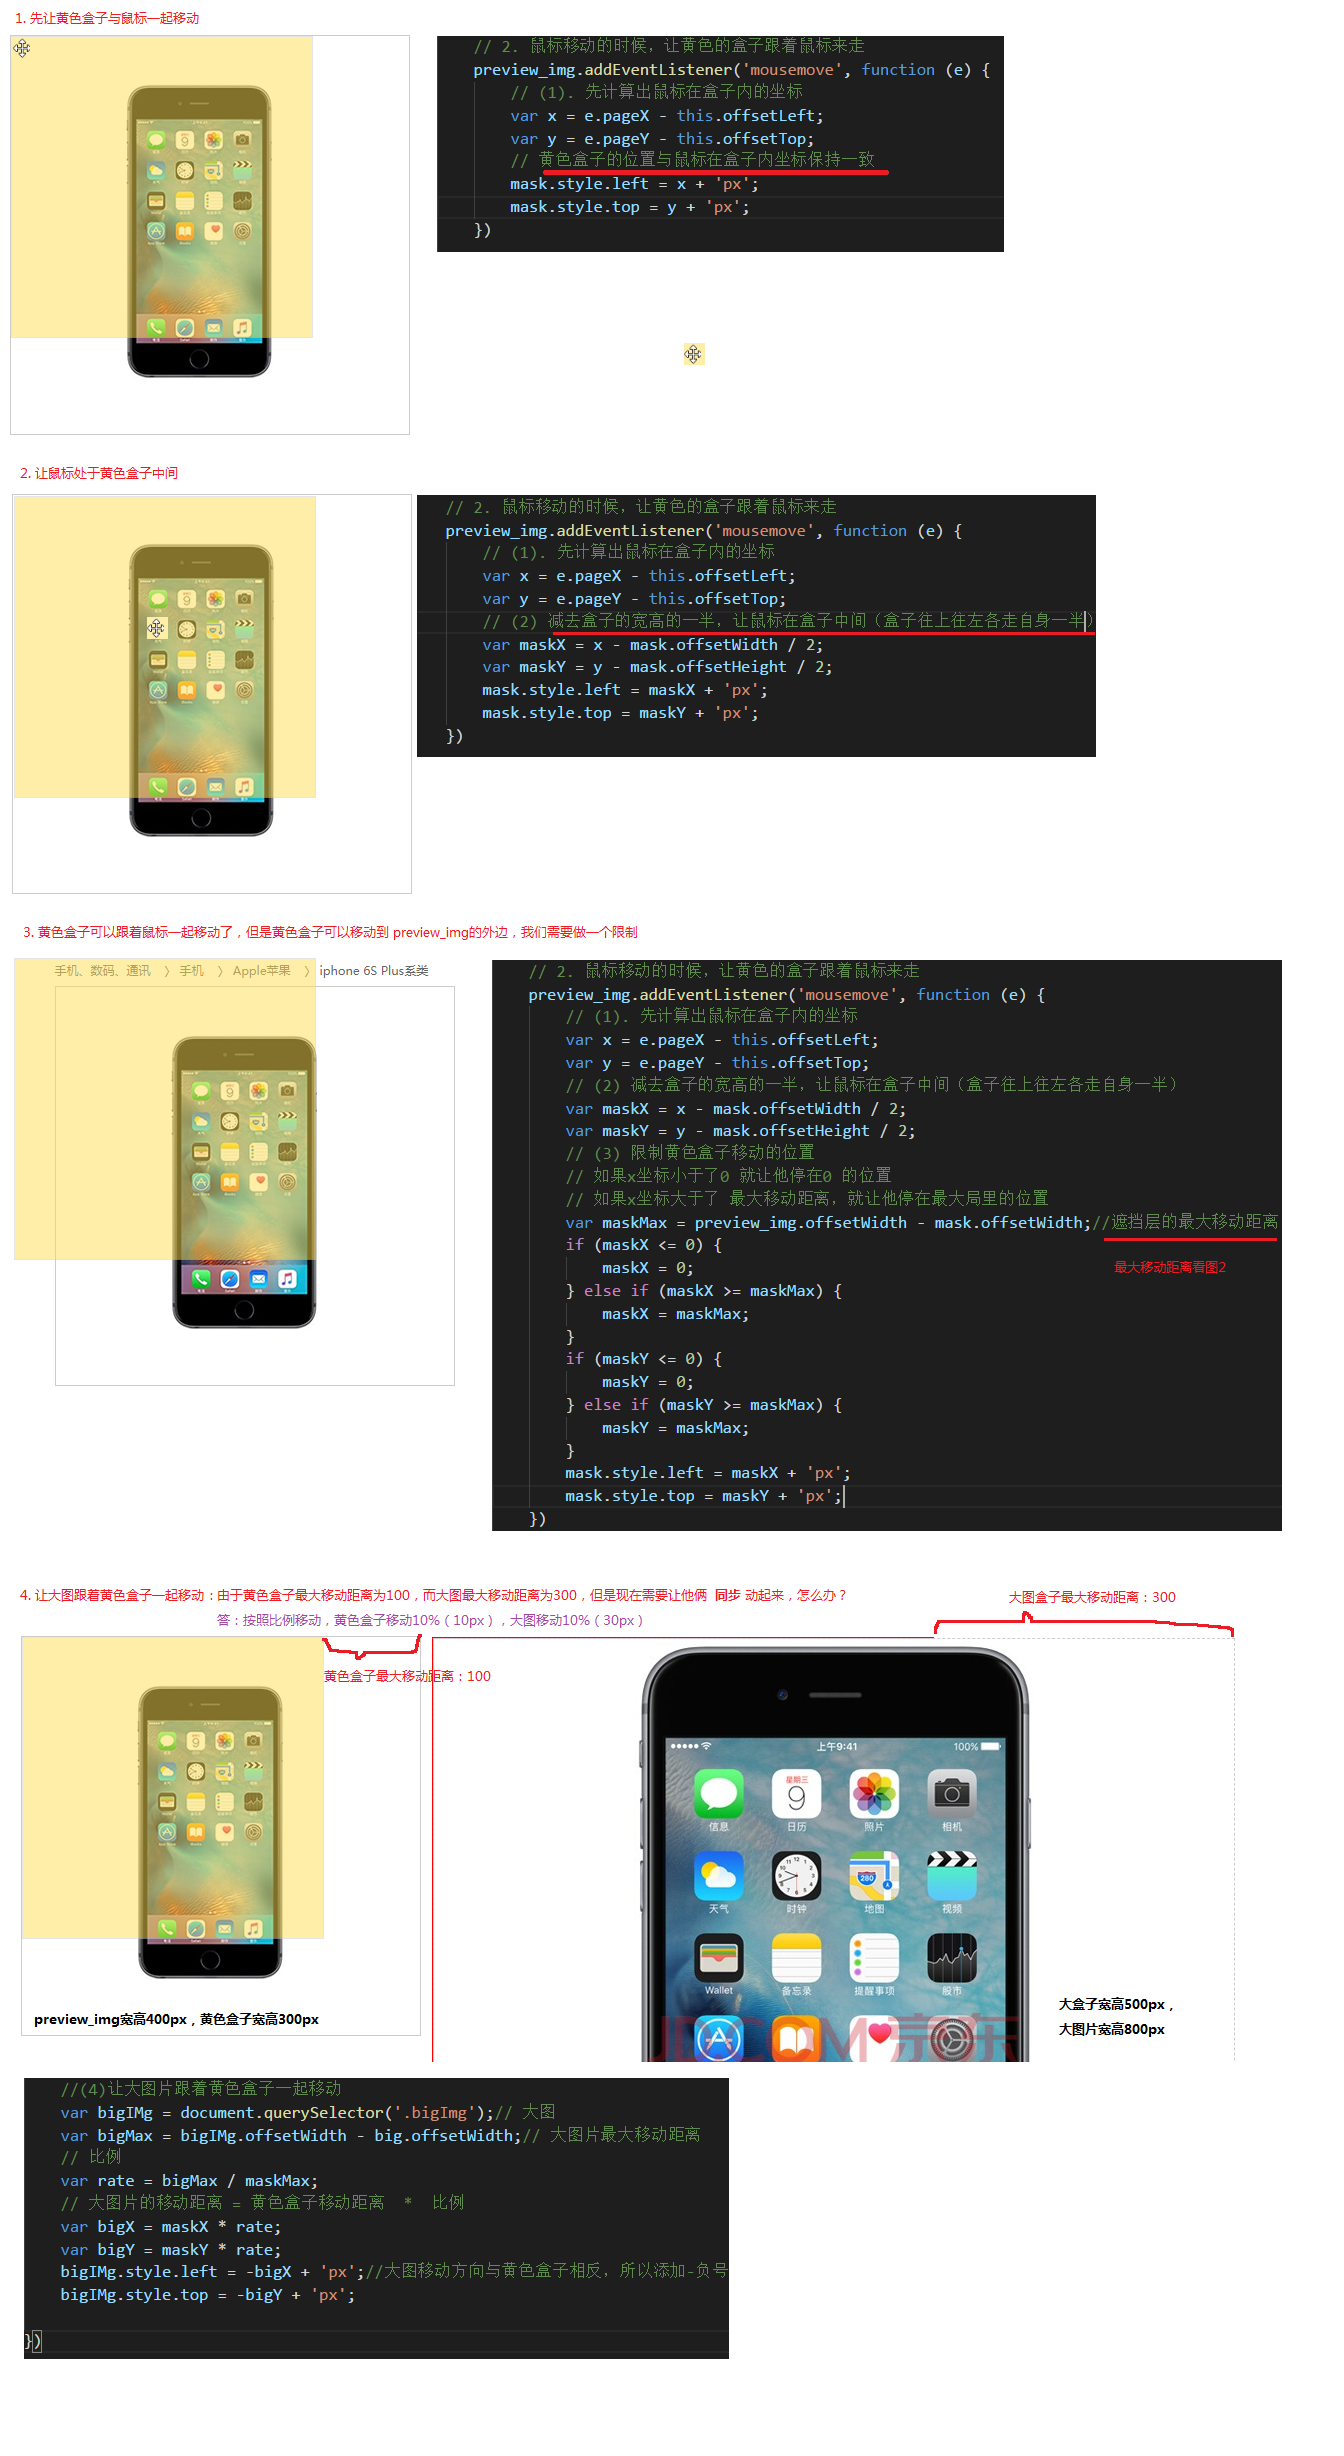 1. 先让黄色盒子与鼠标一起移动
// 2. 鼠标移动的时候，让黄色的盒子跟着鼠标来走
preview_img.addEventListener('mousemove', function (e) {
// (1). 先计算出鼠标在盒子内的坐标
var x = e.pageX - this.offsetLeft;
var y = e.pageY - this.offsetTop;
// 黄色盒子的位置与鼠标在盒子内坐标保持一致
mask.style.left = x + 'px';
mask.style.top = y + 'px';
})
2. 让鼠标处于黄色盒子中间
// 2. 鼠标移动的时候，让黄色的盒子跟着鼠标来走
preview_img.addEventListener('mousemove', function (e) {
// (1). 先计算出鼠标在盒子内的坐标
var x = e.pageX - this.offsetLeft;
var y = e.pageY - this.offsetTop;
// (2) 减去盒子的宽高的一半，让鼠标在盒子中间（盒子往上往左各走自身一半）
var maskX = x - mask.offsetWidth / 2;
var maskY = y - mask.offsetHeight / 2;
mask.style.left = maskX + 'px';
mask.style.top = maskY + 'px';
})
3. 黄色盒子可以跟着鼠标一起移动了，但是黄色盒子可以移动到 preview_img的外边，我们需要做一个限制
手机、数码、通讯 〉 手机 〉 Apple苹果 〉 iphone 6S Plus系类
// 2. 鼠标移动的时候，让黄色的盒子跟着鼠标来走
preview_img.addEventListener('mousemove', function (e) {
// (1). 先计算出鼠标在盒子内的坐标
var x = e.pageX - this.offsetLeft;
var y = e.pageY - this.offsetTop;
// (2) 减去盒子的宽高的一半，让鼠标在盒子中间（盒子往上往左各走自身一半）
var maskX = x - mask.offsetWidth / 2;
var maskY = y - mask.offsetHeight / 2;
// (3) 限制黄色盒子移动的位置
// 如果x坐标小于了0 就让他停在0 的位置
// 如果x坐标大于了 最大移动距离，就让他停在最大局里的位置
var maskMax = preview_img.offsetWidth - mask.offsetWidth;//遮挡层的最大移动距离
if (maskX <= 0) {
maskX = 0;
最大移动距离看图2
} else if (maskX >= maskMax) {
maskX = maskMax;
}
if (maskY <= 0) {
maskY = 0;
} else if (maskY >= maskMax) {
maskY = maskMax;
}
mask.style.left = maskX + 'px';
mask.style.top = maskY + 'px';
})
4. 让大图跟着黄色盒子一起移动：由于黄色盒子最大移动距离为100，而大图最大移动距离为300，但是现在需要让他俩 同步 动起来，怎么办？
答：按照比例移动，黄色盒子移动10%（10px），大图移动10%（30px）
大图盒子最大移动距离：300
黄色盒子最大移动距离：100
上午9:41
100%
星期三
9
信息 日历 照片 相机
280
天气 时钟 地图 视频
Wallet 备忘录 提醒事项 股市
JD.COM 京东
preview_img宽高400px，黄色盒子宽高300px
大盒子宽高500px，
大图片宽高800px
//(4)让大图片跟着黄色盒子一起移动
var bigIMg = document.querySelector('.bigImg');// 大图
var bigMax = bigIMg.offsetWidth - big.offsetWidth;// 大图片最大移动距离
// 比例
var rate = bigMax / maskMax;
// 大图片的移动距离 = 黄色盒子移动距离 * 比例
var bigX = maskX * rate;
var bigY = maskY * rate;
bigIMg.style.left = -bigX + 'px';//大图移动方向与黄色盒子相反，所以添加-负号
bigIMg.style.top = -bigY + 'px';
})